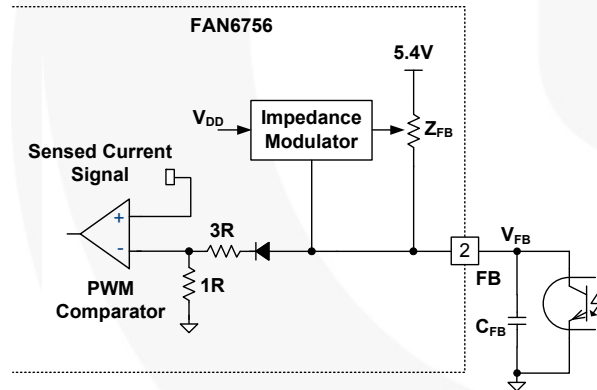 FAN6756
5.4V
VDD
Impedance
Modulator
ZFB
Sensed Current
Signal
+
-
3R
1R
PWM
Comparator
2
VFB
FB
CFB